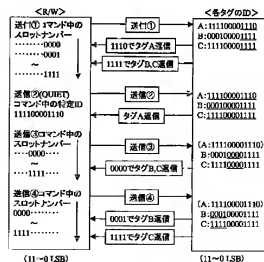 <R/W>
<各タグのID>
送付① コマンド中の
スロットナンバー
………0000
………0001
～
………1111
送付①
1110でタグA返信
1111でタグB,C返信
A:111100001110
B:000100001111
C:111100001111
送信②(QUIET)
コマンド中の特定ID
111100001110
送信②
タグA返信
A:111100001110
B:000100001111
C:111100001111
送信③コマンド中の
スロットナンバー
…0000…
～
…1111…
送信③
0000でタグB,C返信
(A:111100001110)
B:000100001111
C:111100001111
送信④コマンド中の
スロットナンバー
0000………
～
1111………
送信④
0001でタグB返信
1111でタグC返信
(A:111100001110)
B:000100001111
C:111100001111
(11～0 LSB)
(11～0 LSB)